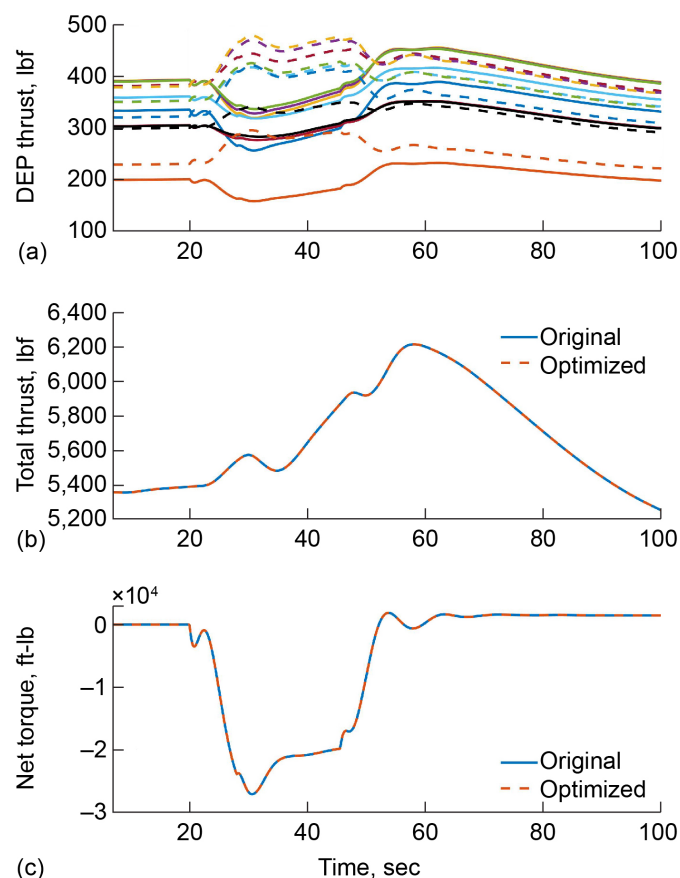 DEP thrust, lbf
500
400
300
200
100
20
40
60
80
100
(a)
Total thrust, lbf
6,400
6,200
6,000
5,800
5,600
5,400
5,200
Original
Optimized
20
40
60
80
100
(b)
Net torque, ft-lb
×10⁴
0
–1
–2
–3
Original
Optimized
20
40
60
80
100
(c)
Time, sec